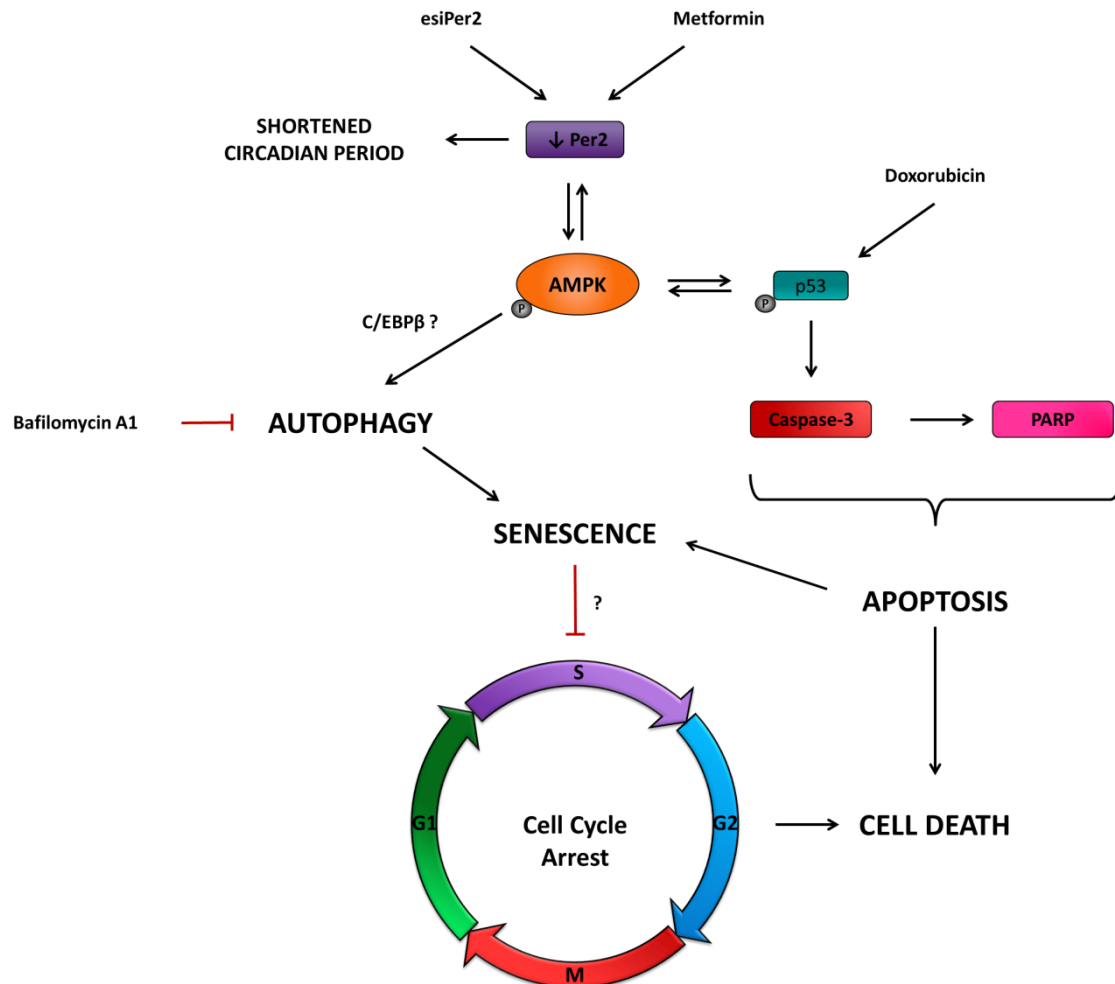 esiPer2
Metformin
SHORTENED
CIRCADIAN PERIOD
↓ Per2
Doxorubicin
AMPK
P
p53
P
C/EBPβ ?
Bafilomycin A1
AUTOPHAGY
Caspase-3
PARP
SENESCENCE
?
APOPTOSIS
S
G1
Cell Cycle
Arrest
G2
CELL DEATH
M